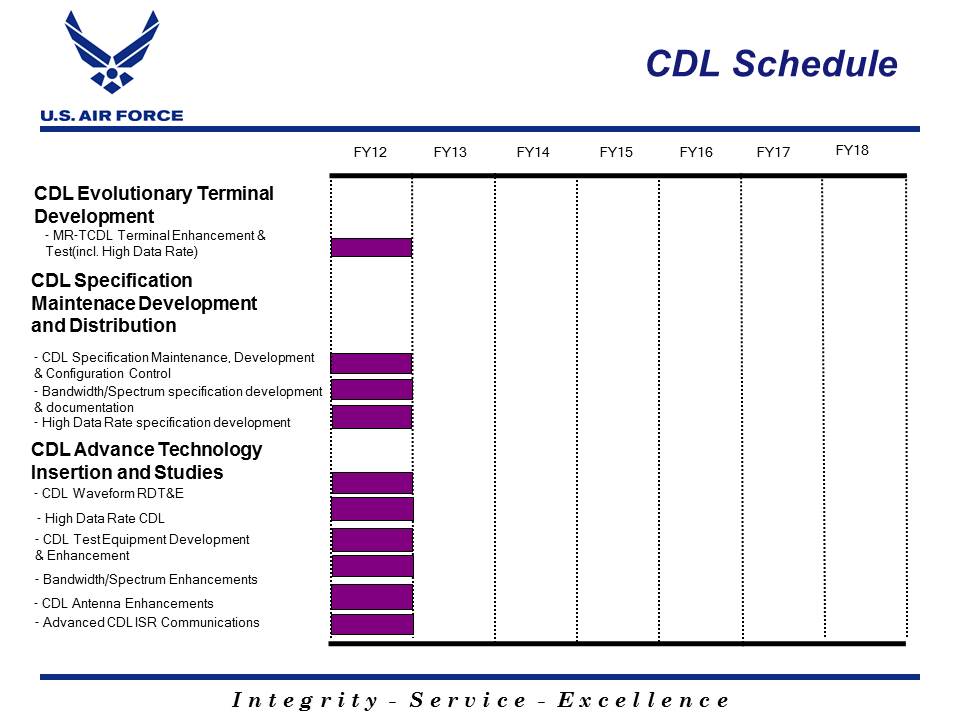 U.S. AIR FORCE
CDL Schedule
FY12 FY13 FY14 FY15 FY16 FY17 FY18
CDL Evolutionary Terminal
Development
- MR-TCDL Terminal Enhancement &
Test(incl. High Data Rate)
CDL Specification
Maintenace Development
and Distribution
- CDL Specification Maintenance, Development
& Configuration Control
- Bandwidth/Spectrum specification development
& documentation
- High Data Rate specification development
CDL Advance Technology
Insertion and Studies
- CDL Waveform RDT&E
- High Data Rate CDL
- CDL Test Equipment Development
& Enhancement
- Bandwidth/Spectrum Enhancements
- CDL Antenna Enhancements
- Advanced CDL ISR Communications
Integrity - Service - Excellence